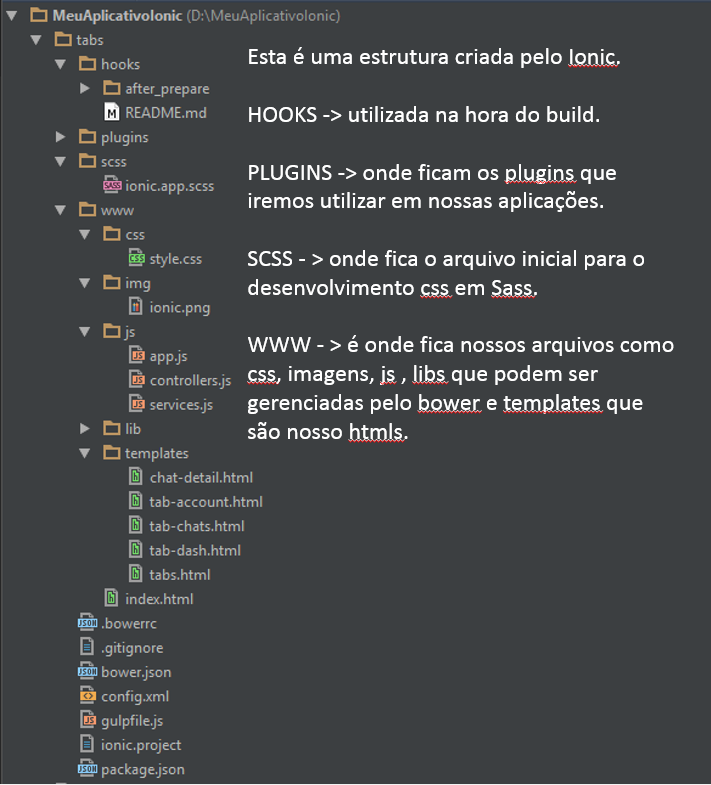 MeuAplicativoIonic (D:\MeuAplicativoIonic)
tabs
hooks
after_prepare
README.md
plugins
scss
ionic.app.scss
www
css
style.css
img
ionic.png
js
app.js
controllers.js
services.js
lib
templates
chat-detail.html
tab-account.html
tab-chats.html
tab-dash.html
tabs.html
index.html
.bowerrc
.gitignore
bower.json
config.xml
gulpfile.js
ionic.project
package.json
Esta é uma estrutura criada pelo Ionic.
HOOKS -> utilizada na hora do build.
PLUGINS -> onde ficam os plugins que
iremos utilizar em nossas aplicações.
SCSS - > onde fica o arquivo inicial para o
desenvolvimento css em Sass.
WWW - > é onde fica nossos arquivos como
css, imagens, js , libs que podem ser
gerenciadas pelo bower e templates que
são nosso htmls.